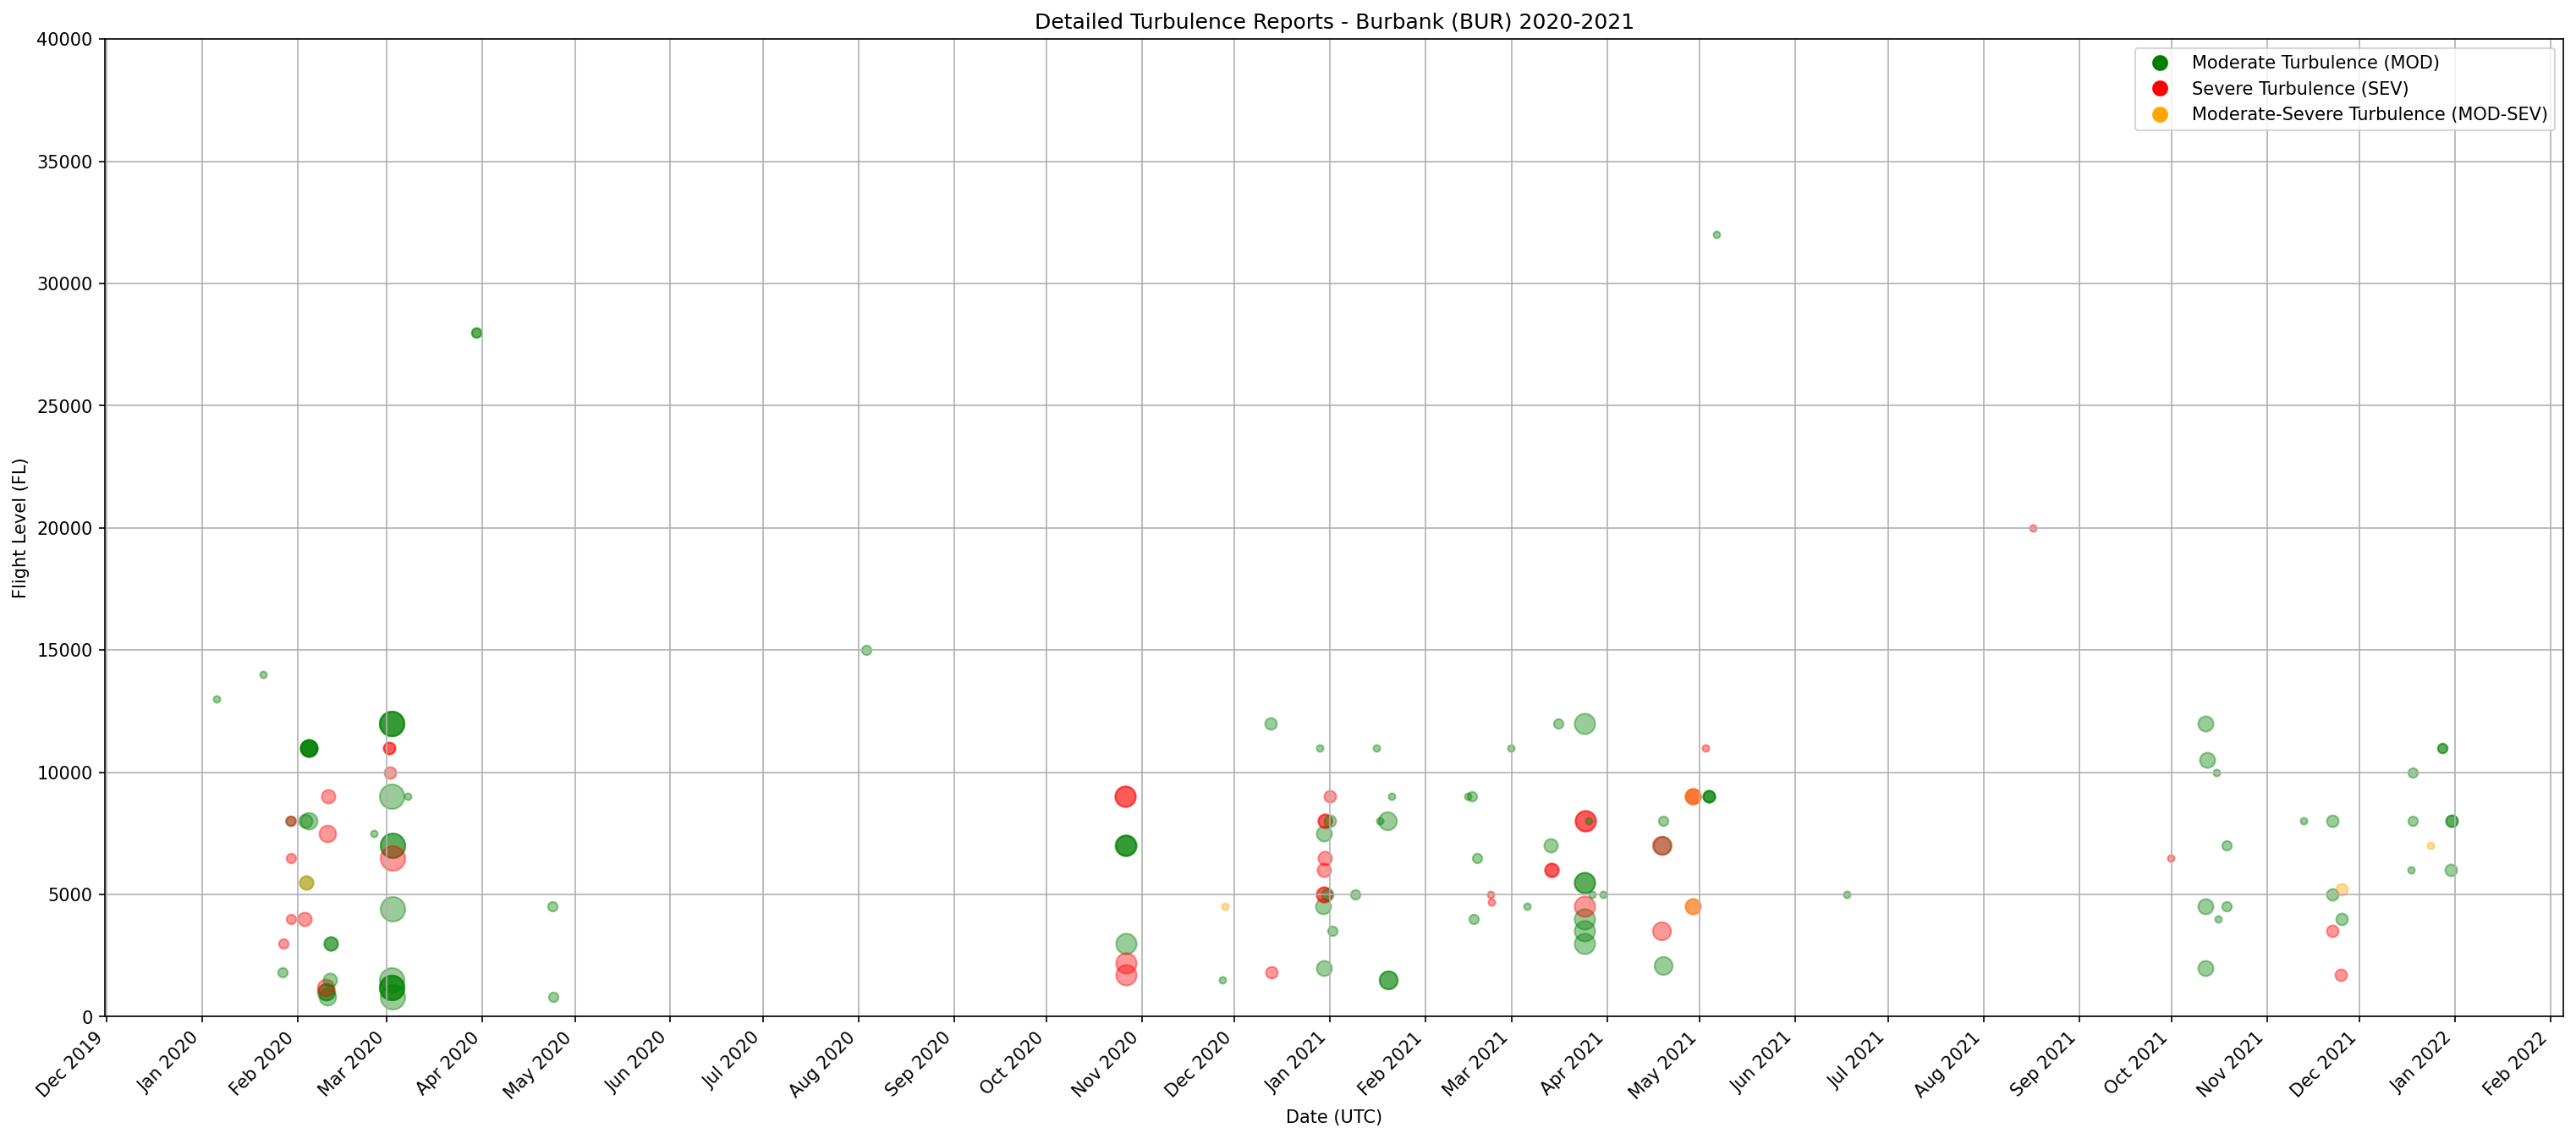 Detailed Turbulence Reports - Burbank (BUR) 2020-2021
Moderate Turbulence (MOD)
Severe Turbulence (SEV)
Moderate-Severe Turbulence (MOD-SEV)
Flight Level (FL)
40000
35000
30000
25000
20000
15000
10000
5000
0
Dec 2019
Jan 2020
Feb 2020
Mar 2020
Apr 2020
May 2020
Jun 2020
Jul 2020
Aug 2020
Sep 2020
Oct 2020
Nov 2020
Dec 2020
Jan 2021
Feb 2021
Mar 2021
Apr 2021
May 2021
Jun 2021
Jul 2021
Aug 2021
Sep 2021
Oct 2021
Nov 2021
Dec 2021
Jan 2022
Feb 2022
Date (UTC)